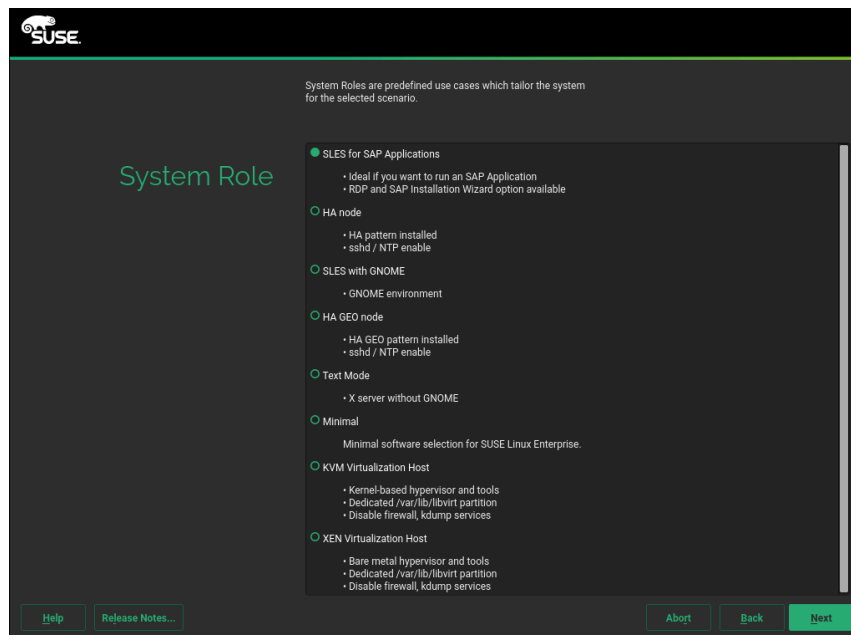 SUSE.
System Roles are predefined use cases which tailor the system
for the selected scenario.
System Role
SLES for SAP Applications
• Ideal if you want to run an SAP Application
• RDP and SAP Installation Wizard option available
HA node
• HA pattern installed
• sshd / NTP enable
SLES with GNOME
• GNOME environment
HA GEO node
• HA GEO pattern installed
• sshd / NTP enable
Text Mode
• X server without GNOME
Minimal
Minimal software selection for SUSE Linux Enterprise.
KVM Virtualization Host
• Kernel-based hypervisor and tools
• Dedicated /var/lib/libvirt partition
• Disable firewall, kdump services
XEN Virtualization Host
• Bare metal hypervisor and tools
• Dedicated /var/lib/libvirt partition
• Disable firewall, kdump services
Help Release Notes... Abort Back Next